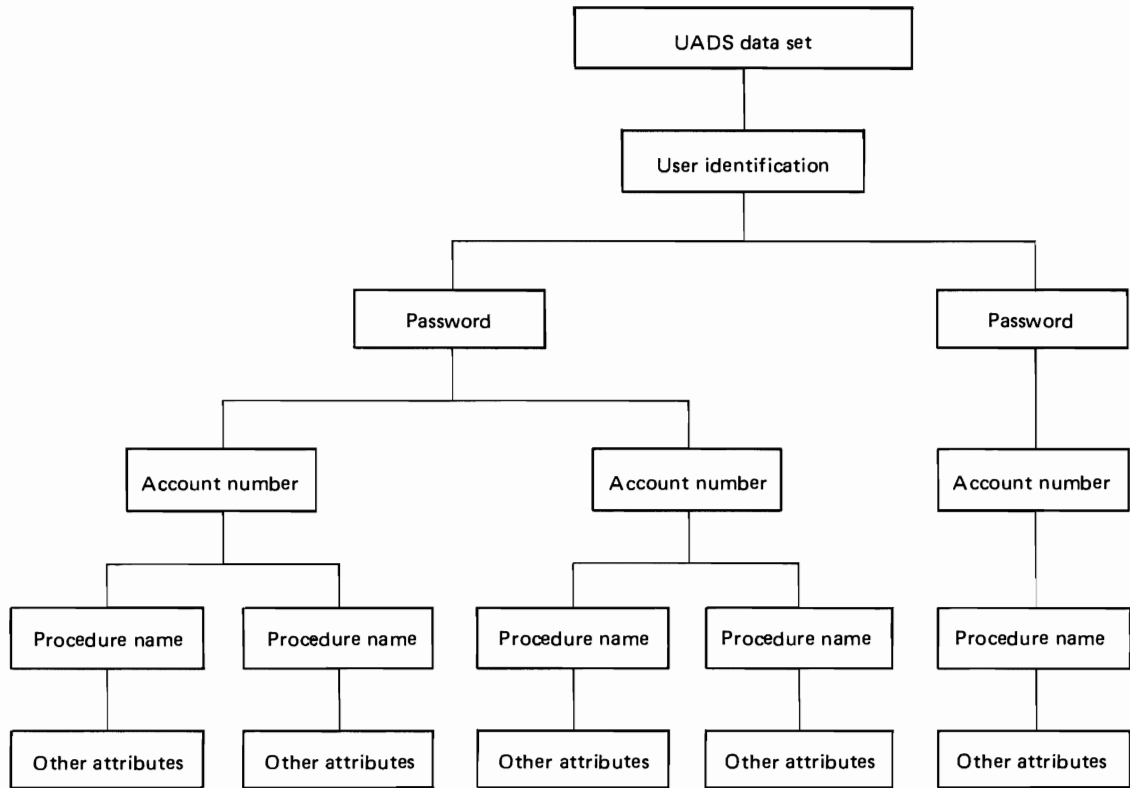 UADS data set
User identification
Password
Password
Account number
Account number
Account number
Procedure name
Procedure name
Procedure name
Procedure name
Procedure name
Other attributes
Other attributes
Other attributes
Other attributes
Other attributes